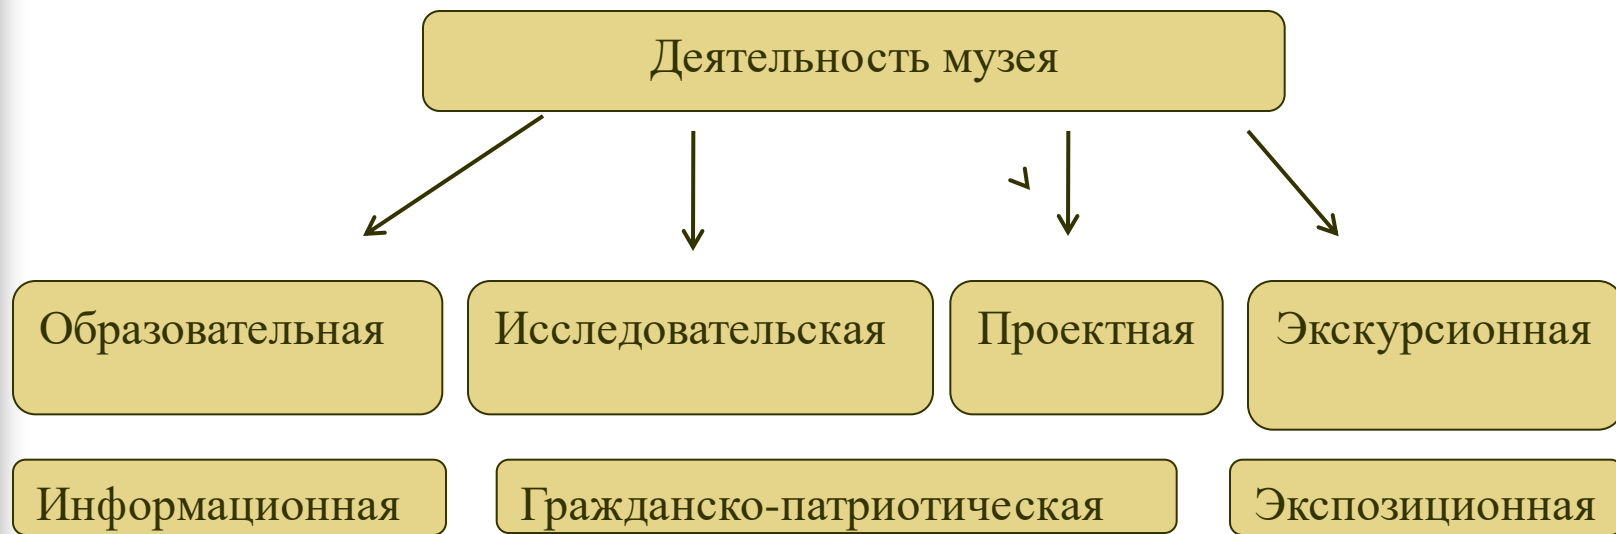 Деятельность музея
Образовательная
Исследовательская
Проектная
Экскурсионная
Информационная
Гражданско-патриотическая
Экспозиционная